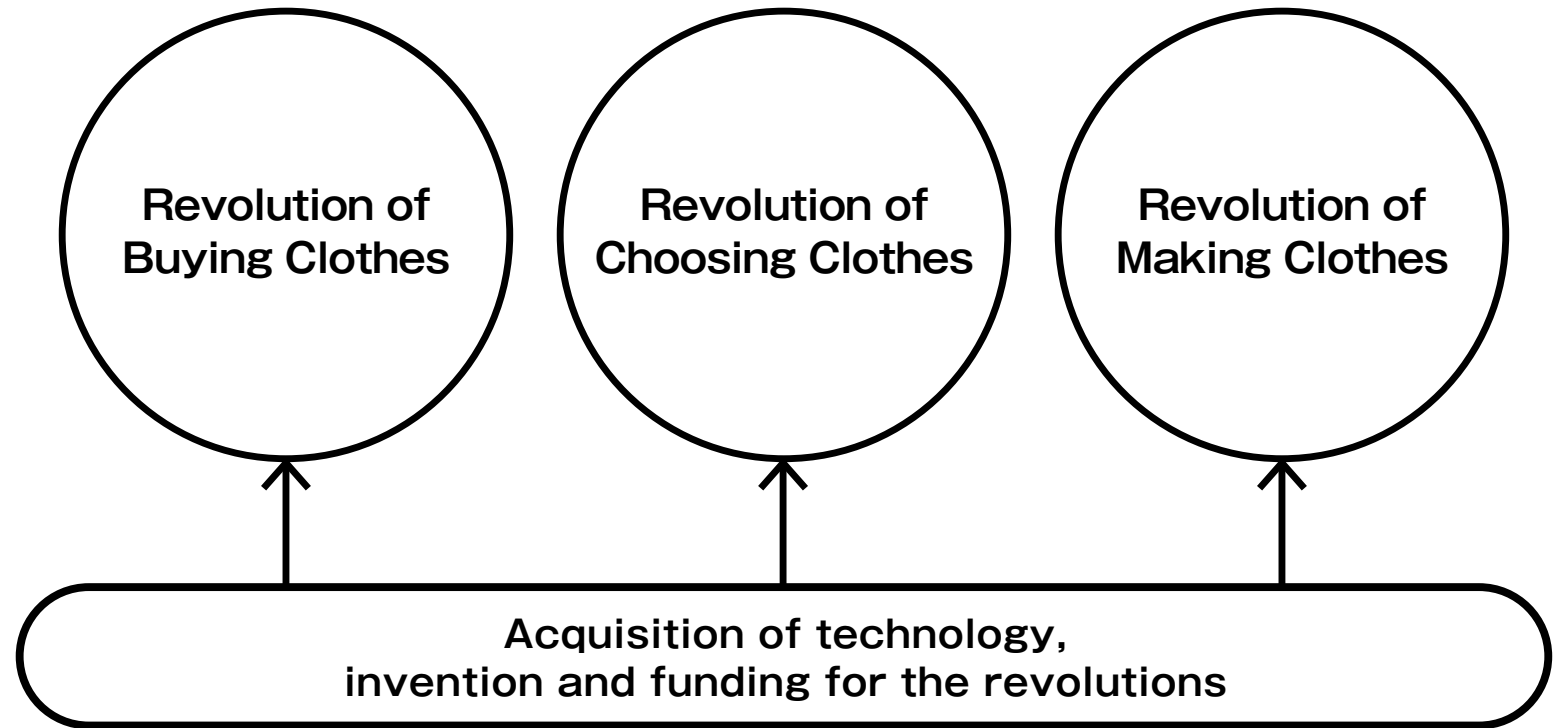 Revolution of
Buying Clothes
Revolution of
Choosing Clothes
Revolution of
Making Clothes
Acquisition of technology,
invention and funding for the revolutions